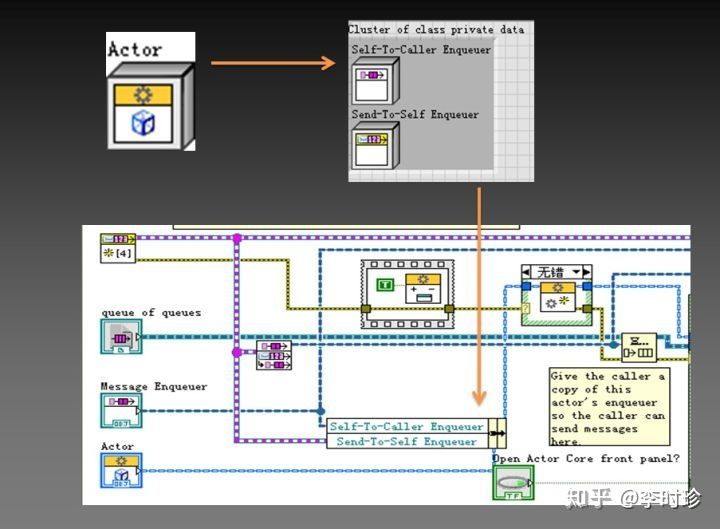 Actor
Cluster of class private data
Self-To-Caller Enqueuer
Send-To-Self Enqueuer
[4]
queue of queues
T
无错
Message Enqueuer
Self-To-Caller Enqueuer
Send-To-Self Enqueuer
Actor
Give the caller a
copy of this
actor's enqueuer
so the caller can
send messages
here.
Open Actor Core front panel?
TF
知乎 @李时珍